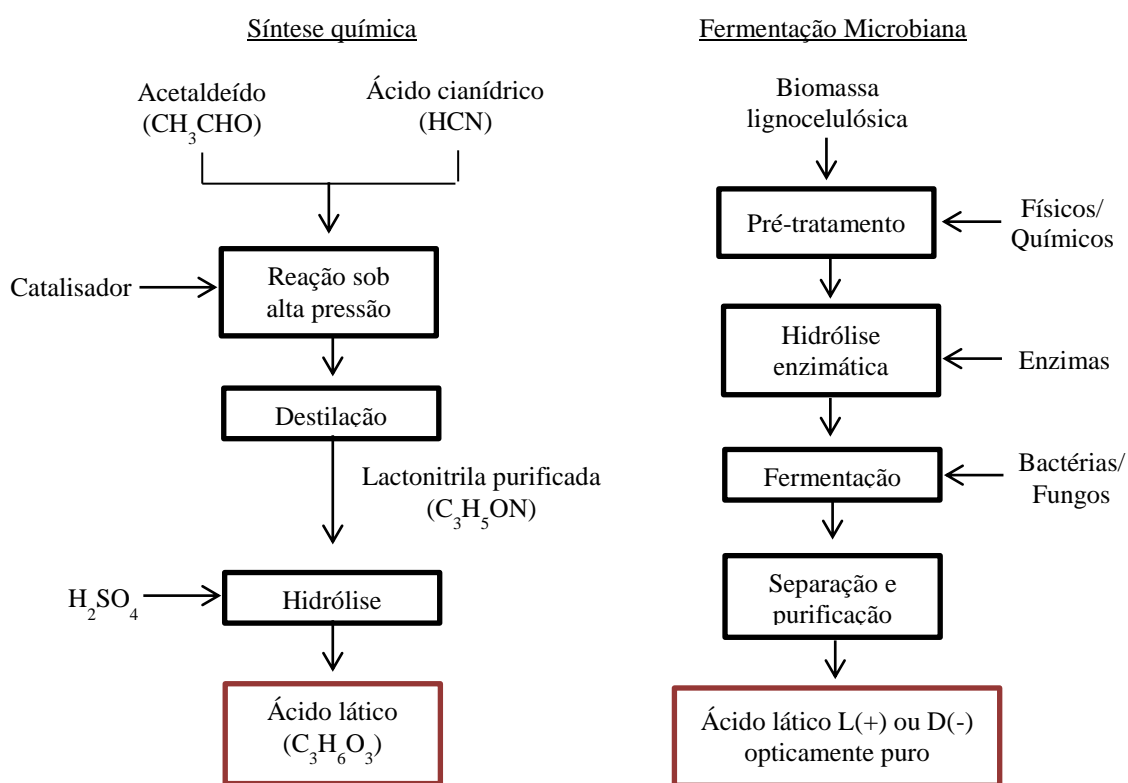 Síntese química
Acetaldeído
(CH₃CHO)
Ácido cianídrico
(HCN)
Catalisador
Reação sob
alta pressão
Destilação
Lactonitrila purificada
(C₃H₅ON)
H₂SO₄
Hidrólise
Ácido lático
(C₃H₆O₃)
Fermentação Microbiana
Biomassa
lignocelulósica
Pré-tratamento
Físicos/
Químicos
Hidrólise
enzimática
Enzimas
Fermentação
Bactérias/
Fungos
Separação e
purificação
Ácido lático L(+) ou D(-)
opticamente puro